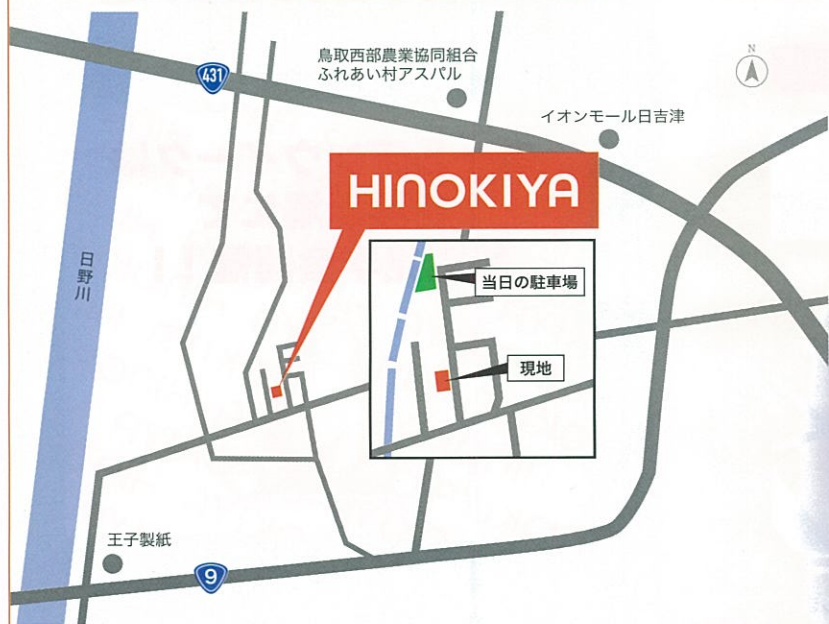 431
鳥取西部農業協同組合
ふれあい村アスパル
N
イオンモール日吉津
HINOKIYA
日野川
当日の駐車場
現地
王子製紙
9